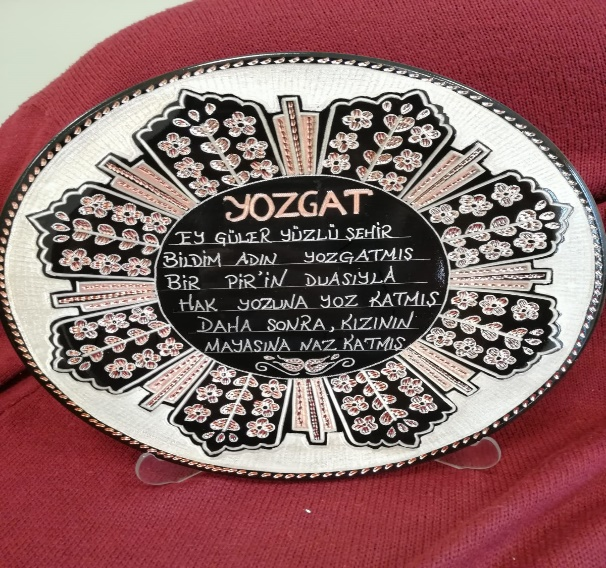 YOZGAT
EY GÜLER YÜZLÜ ŞEHİR
BİLDİM ADIN YOZGATMIŞ
BİR PİR'İN DUASIYLA
HAK YOZUNA YOZ KATMIŞ
DAHA SONRA, KIZININ
MAYASINA NAZ KATMIŞ